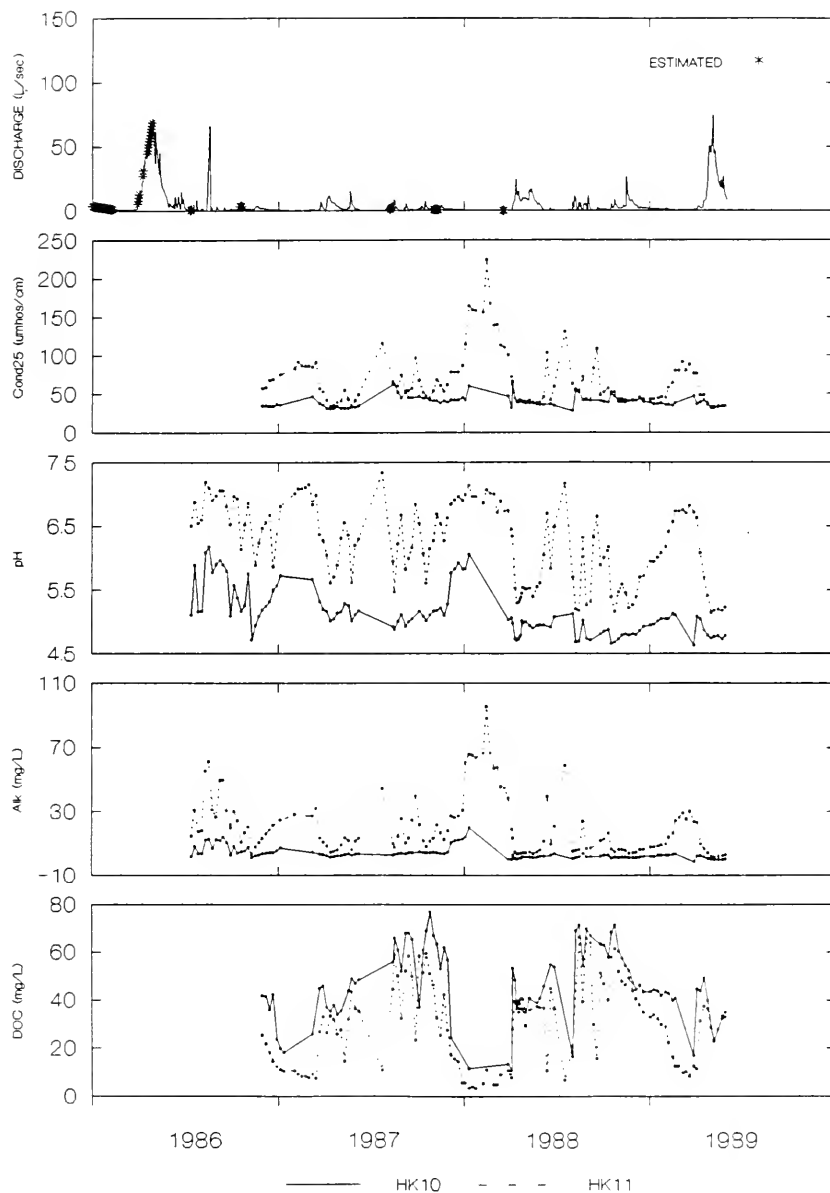 150
100
50
0
DISCHARGE (L/sec)
ESTIMATED *
250
200
150
100
50
0
Cond25 (umhos/cm)
7.5
6.5
5.5
4.5
pH
110
70
30
-10
Alk (mg/L)
80
60
40
20
0
DOC (mg/L)
1986 1987 1988 1989
HK10 HK11